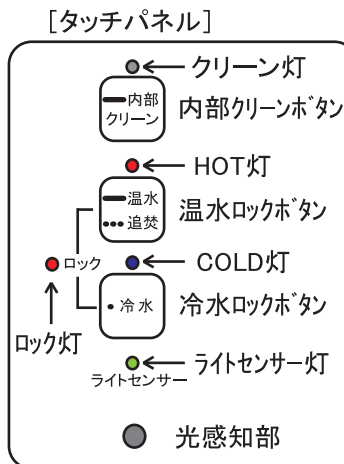 [タッチパネル]
クリーン灯
内部
クリーン
内部クリーンボタン
HOT灯
温水
追焚
温水ロックボタン
ロック
COLD灯
冷水
冷水ロックボタン
ロック灯
ライトセンサー灯
ライトセンサー
光感知部